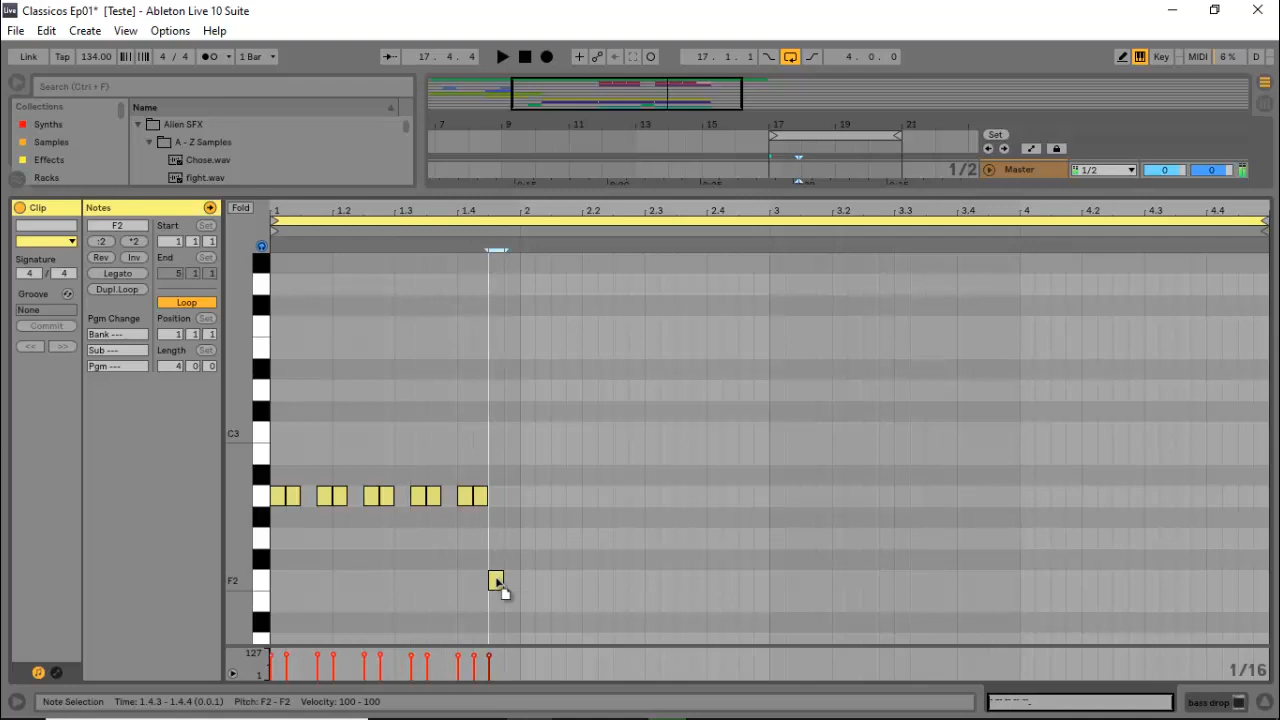 Classicos Ep01* [Teste] - Ableton Live 10 Suite
File Edit Create View Options Help
Link Tap 134.00 4 / 4 1 Bar 17. 4. 4 17. 1. 1 4. 0. 0 Key MIDI 6 % D
Search (Ctrl + F)
Collections Name
Synths Alien SFX
Samples A - Z Samples
Effects Chose.wav
Racks fight.wav
7 9 11 13 15 17 19 21 Set
1/2 Master 1/2 0 0
Clip Notes Fold 1 1.2 1.3 1.4 2 2.2 2.3 2.4 3 3.2 3.3 3.4 4 4.2 4.3 4.4
F2 Start Set
:2 *2 1 1 1
Signature Rev Inv End Set
4 / 4 Legato 5 1 1
Groove Dupl.Loop
None Loop
Commit Pgm Change Position Set
<< >> Bank --- 1 1 1
Sub --- Length Set
Pgm --- 4 0 0
C3
F2
127
1 1/16
Note Selection Time: 1.4.3 - 1.4.4 (0.0.1) Pitch: F2 - F2 Velocity: 100 - 100 bass drop